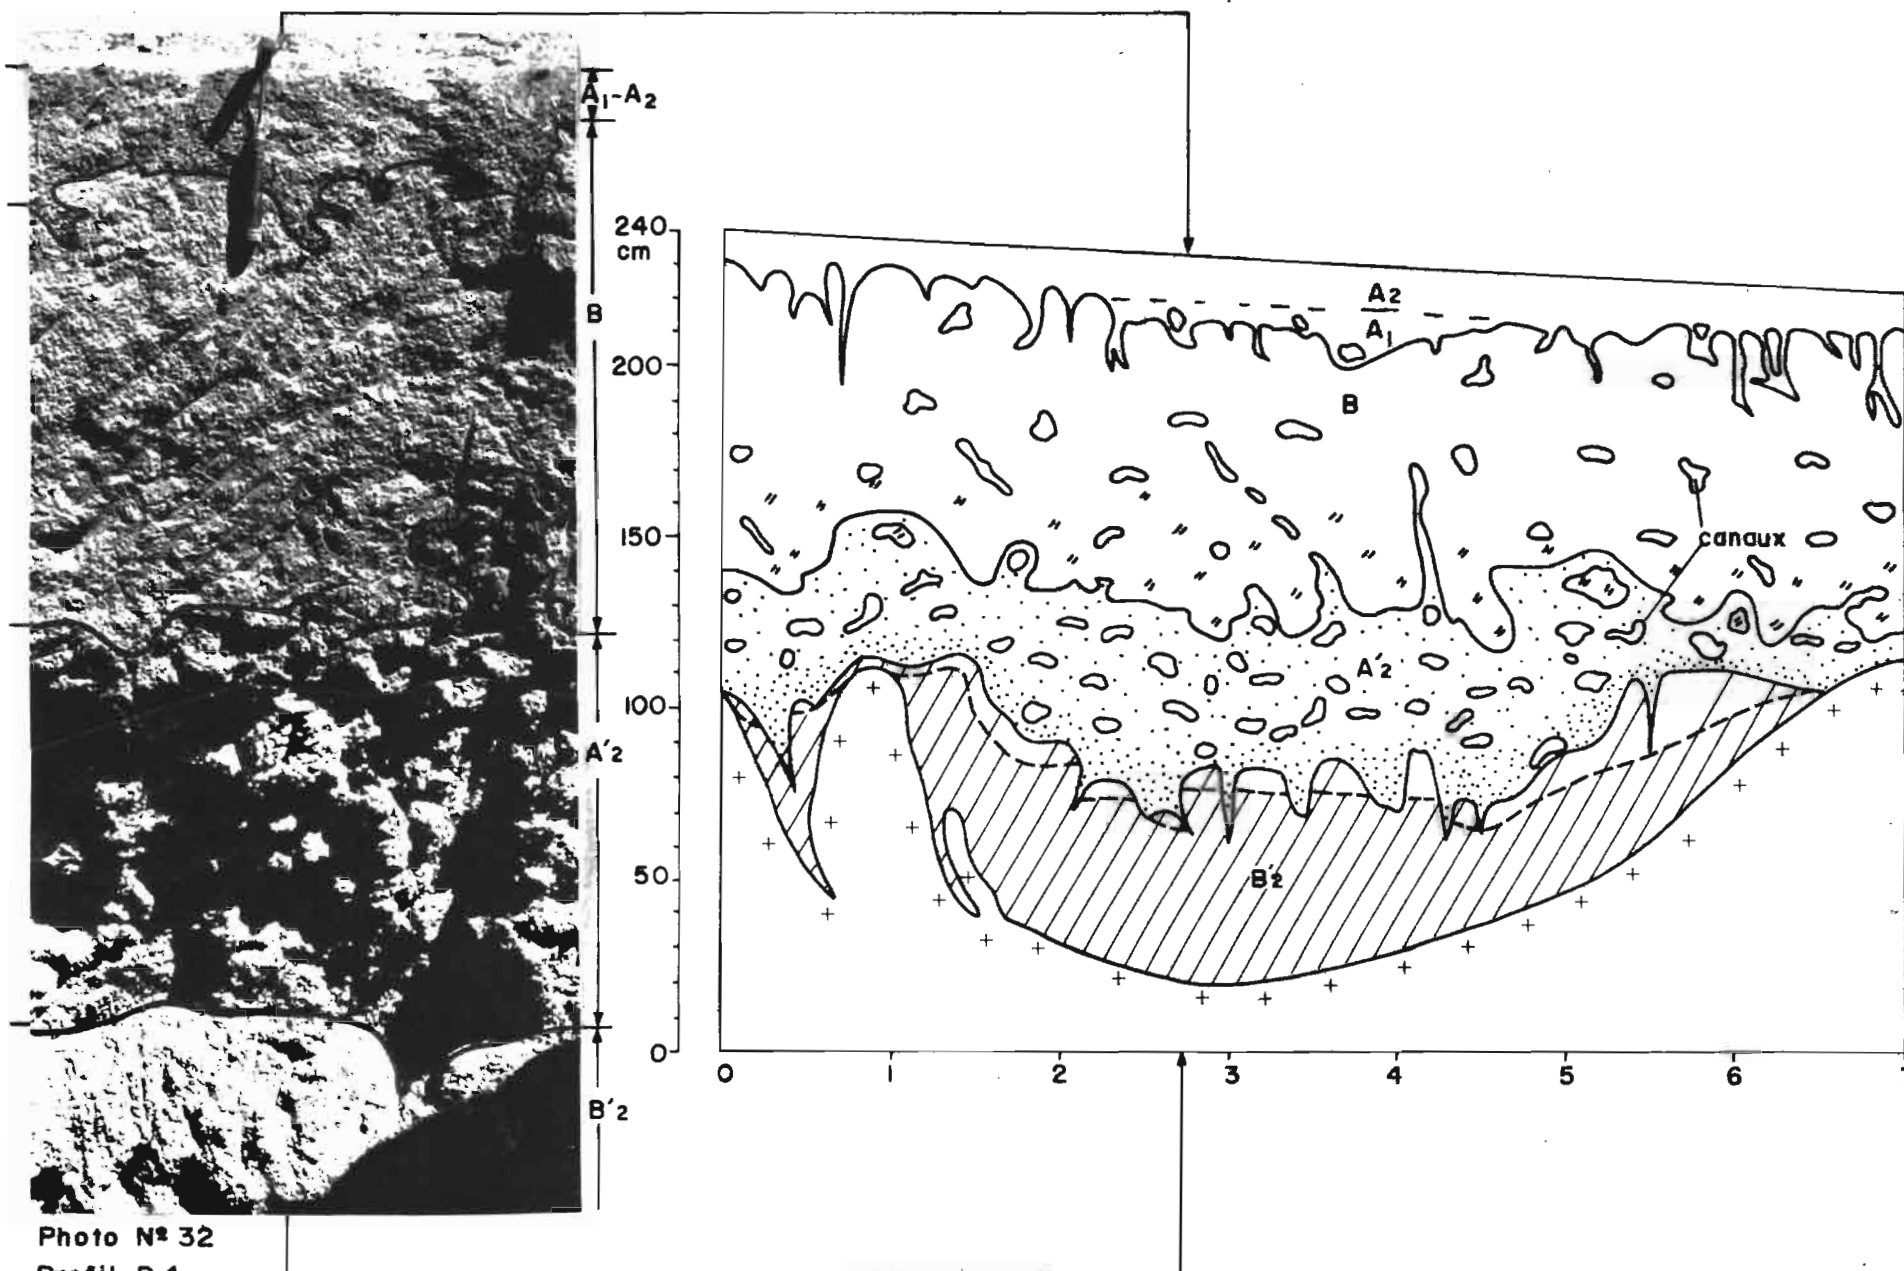 A₁-A₂
B
A'₂
B'₂
Photo Nº 32
240
cm
200
150
100
50
0
A2
A₁
B
canaux
A'₂
B'₂
0 1 2 3 4 5 6